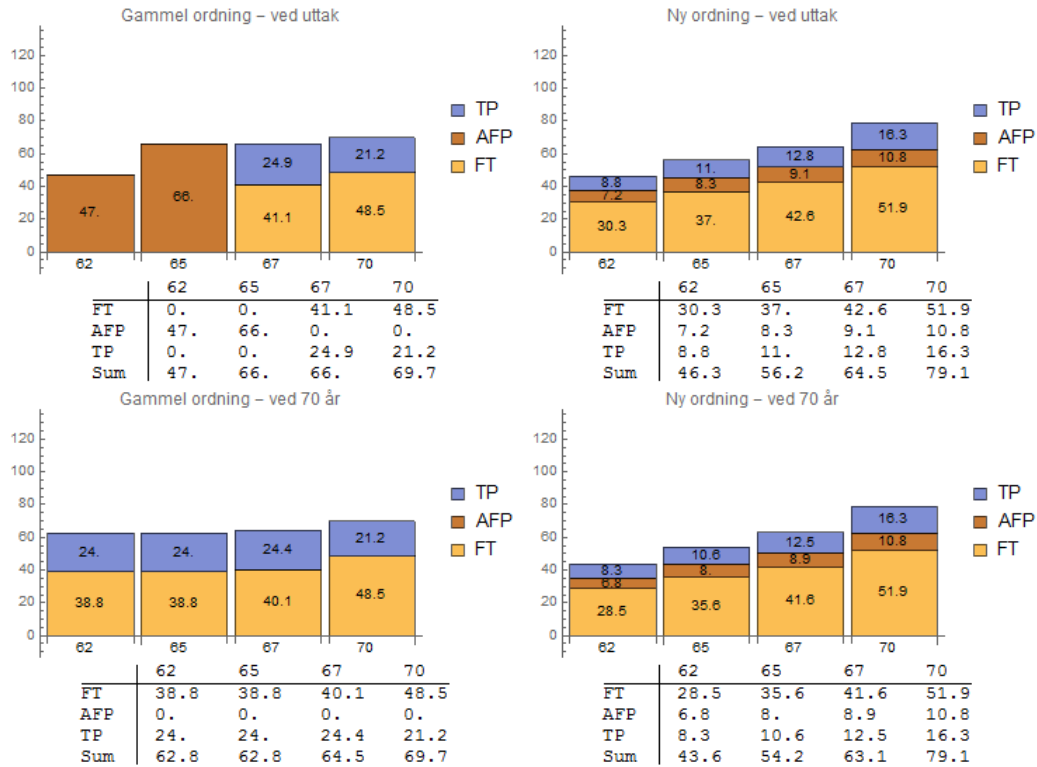 Gammel ordning – ved uttak
120
100
80
60
40
20
0
47.
66.
24.9
41.1
21.2
48.5
62 65 67 70
TP
AFP
FT
62 65 67 70
FT 0. 0. 41.1 48.5
AFP 47. 66. 0. 0.
TP 0. 0. 24.9 21.2
Sum 47. 66. 66. 69.7
Ny ordning – ved uttak
120
100
80
60
40
20
0
8.8
7.2
30.3
11.
8.3
37.
12.8
9.1
42.6
16.3
10.8
51.9
62 65 67 70
TP
AFP
FT
62 65 67 70
FT 30.3 37. 42.6 51.9
AFP 7.2 8.3 9.1 10.8
TP 8.8 11. 12.8 16.3
Sum 46.3 56.2 64.5 79.1
Gammel ordning – ved 70 år
120
100
80
60
40
20
0
24.
38.8
24.
38.8
24.4
40.1
21.2
48.5
62 65 67 70
TP
AFP
FT
62 65 67 70
FT 38.8 38.8 40.1 48.5
AFP 0. 0. 0. 0.
TP 24. 24. 24.4 21.2
Sum 62.8 62.8 64.5 69.7
Ny ordning – ved 70 år
120
100
80
60
40
20
0
8.3
6.8
28.5
10.6
8.
35.6
12.5
8.9
41.6
16.3
10.8
51.9
62 65 67 70
TP
AFP
FT
62 65 67 70
FT 28.5 35.6 41.6 51.9
AFP 6.8 8. 8.9 10.8
TP 8.3 10.6 12.5 16.3
Sum 43.6 54.2 63.1 79.1